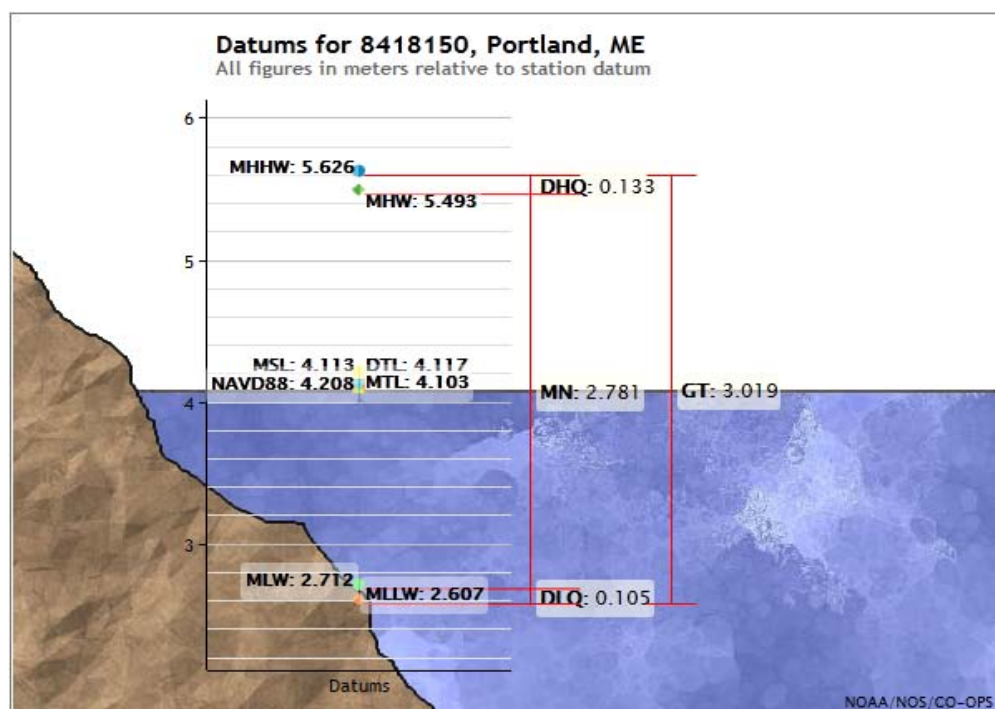 Datums for 8418150, Portland, ME
All figures in meters relative to station datum
6
MHHW: 5.626
DHQ: 0.133
MHW: 5.493
5
MSL: 4.113 DTL: 4.117
NAVD88: 4.208 MTL: 4.103
MN: 2.781
GT: 3.019
4
3
MLW: 2.712
MLLW: 2.607
DLQ: 0.105
Datums
NOAA/NOS/CO-OPS